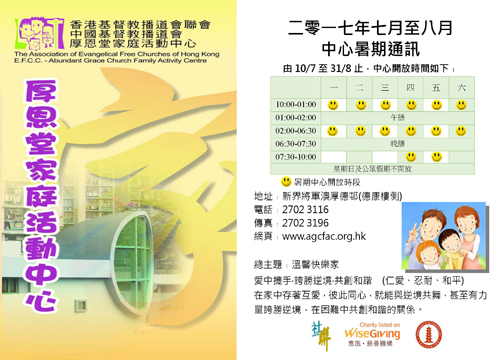 香港基督教播道會聯會
中國基督教播道會
厚恩堂家庭活動中心
The Association of Evangelical Free Churches of Hong Kong
E.F.C.C. - Abundant Grace Church Family Activity Centre
厚恩堂家庭活動中心
二零一七年七月至八月
中心暑期通訊
由 10/7 至 31/8 止，中心開放時間如下：
一 二 三 四 五 六
10:00-01:00
01:00-02:00 午膳
02:00-06:30
06:30-07:30 晚膳
07:30-10:00
星期日及公眾假期不開放
暑期中心開放時段
地址：新界將軍澳厚德邨(德康樓側)
電話：2702 3116
傳真：2702 3196
網頁：www.agcfac.org.hk
總主題：溫馨快樂家
愛中攜手‧跨勝逆境‧共創和諧 (仁愛、忍耐、和平)
在家中存著互愛，彼此同心，就能與逆境共舞，甚至有力
量跨勝逆境，在困難中共創和諧的關係。
社聯
Charity listed on
WiseGiving
惠施‧慈善機構